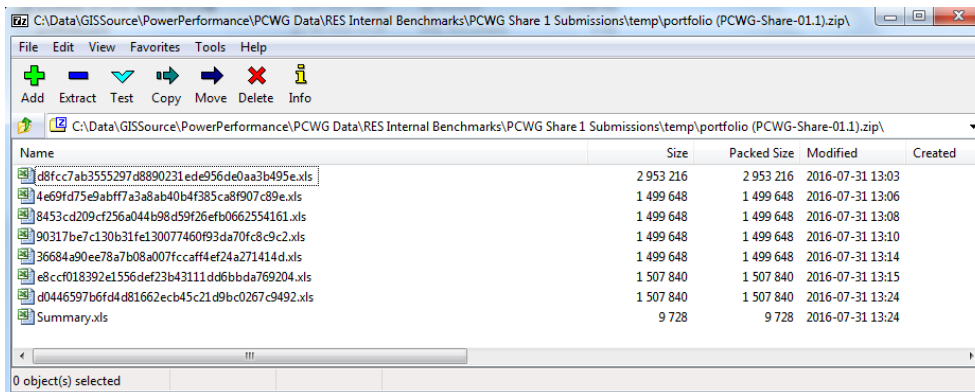 C:\Data\GISSource\PowerPerformance\PCWG Data\RES Internal Benchmarks\PCWG Share 1 Submissions\temp\portfolio (PCWG-Share-01.1).zip\
File Edit View Favorites Tools Help
Add Extract Test Copy Move Delete Info
C:\Data\GISSource\PowerPerformance\PCWG Data\RES Internal Benchmarks\PCWG Share 1 Submissions\temp\portfolio (PCWG-Share-01.1).zip\
Name Size Packed Size Modified Created
d8fcc7ab3555297d8890231ede956de0aa3b495e.xls 2 953 216 2 953 216 2016-07-31 13:03
4e69fd75e9abff7a3a8ab40b4f385ca8f907c89e.xls 1 499 648 1 499 648 2016-07-31 13:06
8453cd209cf256a044b98d59f26efb0662554161.xls 1 499 648 1 499 648 2016-07-31 13:08
90317be7c130b31fe130077460f93da70fc8c9c2.xls 1 499 648 1 499 648 2016-07-31 13:10
36684a90ee78a7b08a007fccaff4ef24a271414d.xls 1 499 648 1 499 648 2016-07-31 13:14
e8ccf018392e1556def23b43111dd6bbda769204.xls 1 507 840 1 507 840 2016-07-31 13:15
d0446597b6fd4d81662ecb45c21d9bc0267c9492.xls 1 507 840 1 507 840 2016-07-31 13:24
Summary.xls 9 728 9 728 2016-07-31 13:24
0 object(s) selected